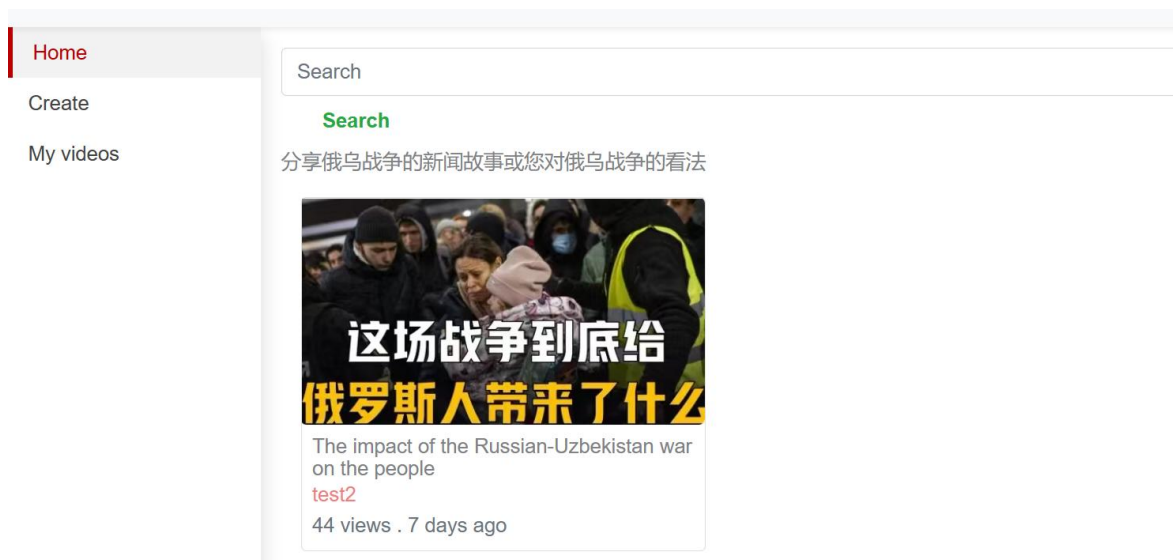 Home
Create
My videos
Search
Search
分享俄乌战争的新闻故事或您对俄乌战争的看法
这场战争到底给
俄罗斯人带来了什么
The impact of the Russian-Uzbekistan war
on the people
test2
44 views . 7 days ago